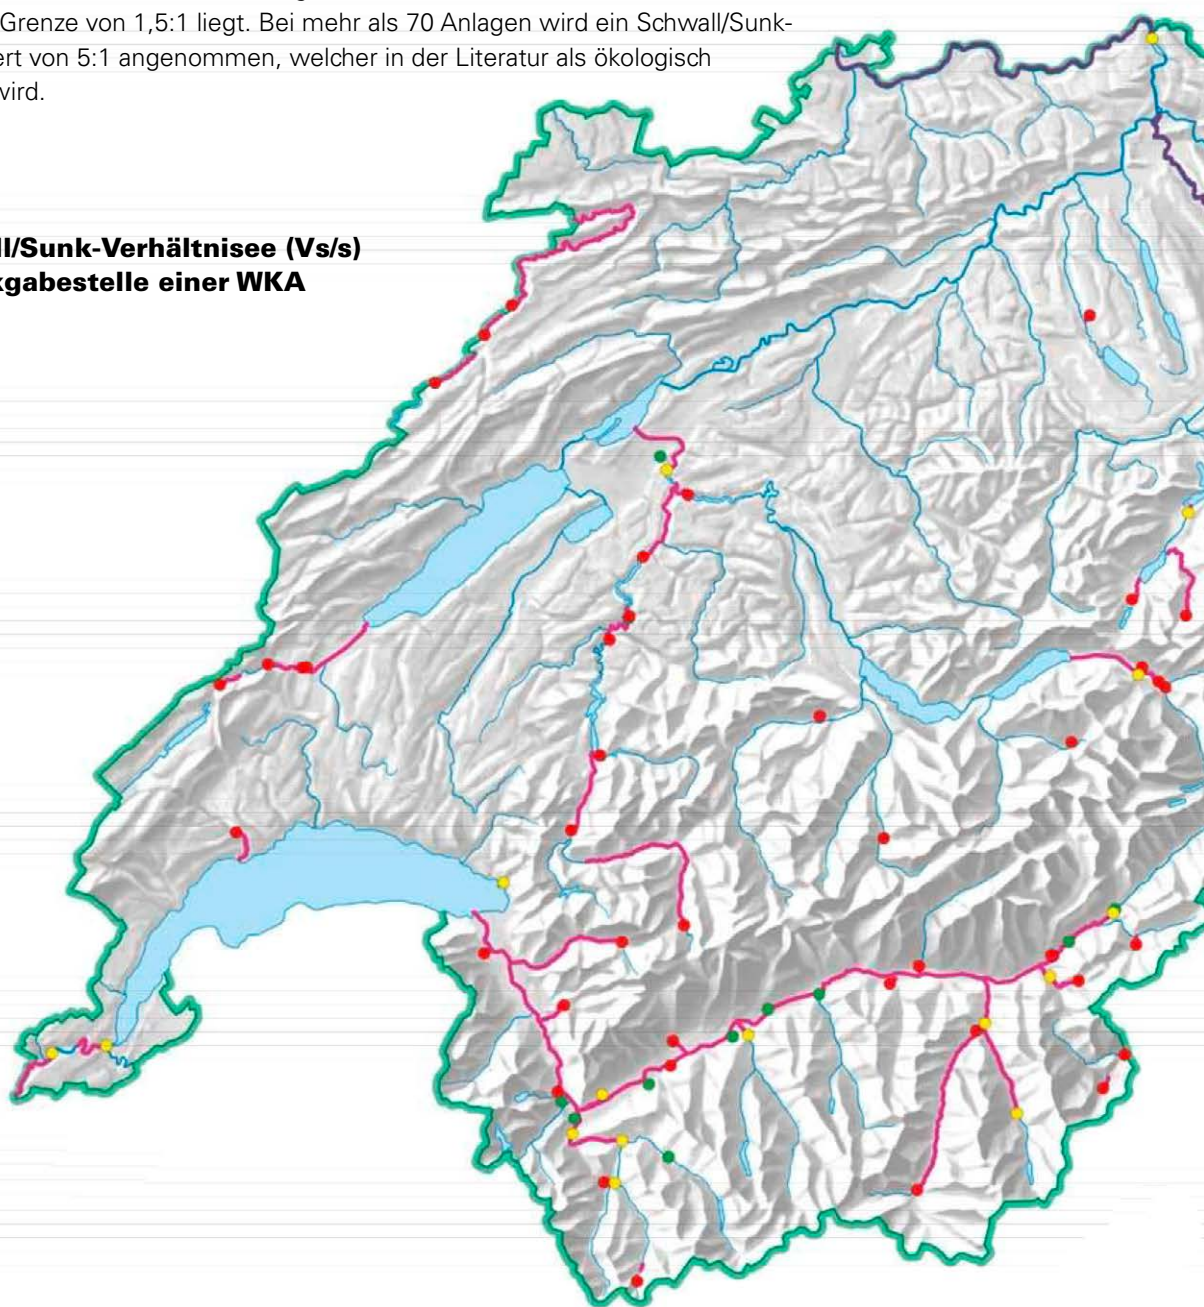 Grenze von 1,5:1 liegt. Bei mehr als 70 Anlagen wird ein Schwall/Sunk-
ert von 5:1 angenommen, welcher in der Literatur als ökologisch
wird.
ll/Sunk-Verhältnisee (Vs/s)
kgabestelle einer WKA